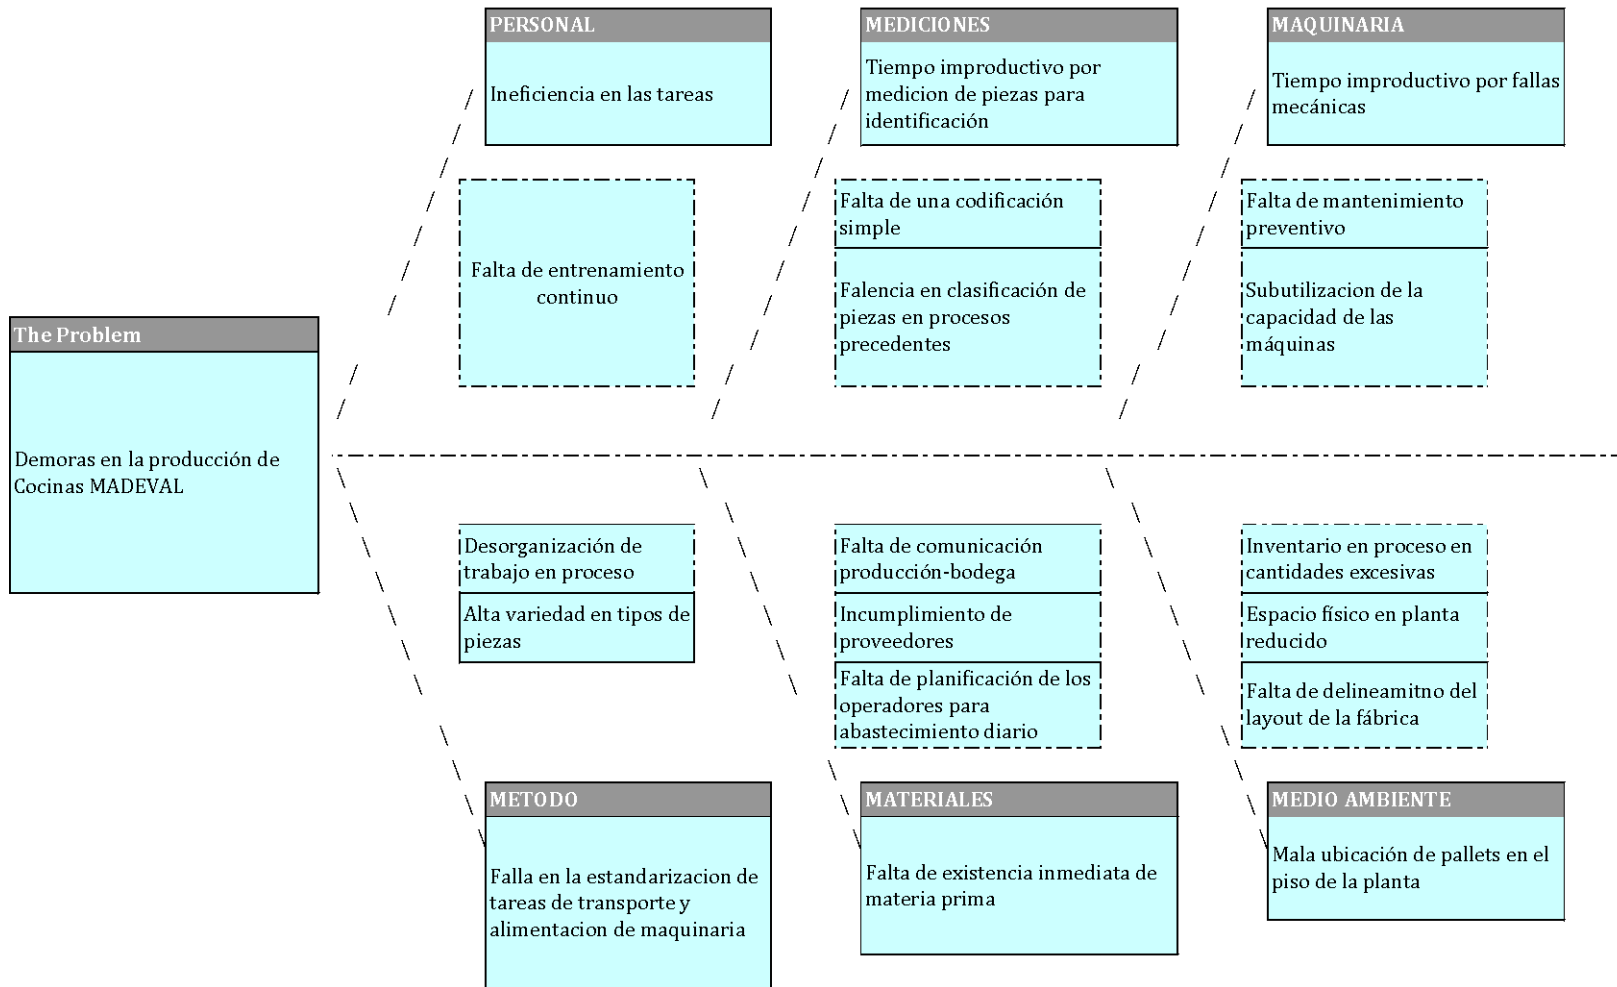 PERSONAL
Ineficiencia en las tareas
MEDICIONES
Tiempo improductivo por
medicion de piezas para
identificación
MAQUINARIA
Tiempo improductivo por fallas
mecánicas
Falta de entrenamiento
continuo
Falta de una codificación
simple
Falencia en clasificación de
piezas en procesos
precedentes
Falta de mantenimiento
preventivo
Subutilizacion de la
capacidad de las
máquinas
The Problem
Demoras en la producción de
Cocinas MADEVAL
Desorganización de
trabajo en proceso
Alta variedad en tipos de
piezas
Falta de comunicación
producción-bodega
Incumplimiento de
proveedores
Falta de planificación de los
operadores para
abastecimiento diario
Inventario en proceso en
cantidades excesivas
Espacio físico en planta
reducido
Falta de delineamitno del
layout de la fábrica
METODO
Falla en la estandarizacion de
tareas de transporte y
alimentacion de maquinaria
MATERIALES
Falta de existencia inmediata de
materia prima
MEDIO AMBIENTE
Mala ubicación de pallets en el
piso de la planta